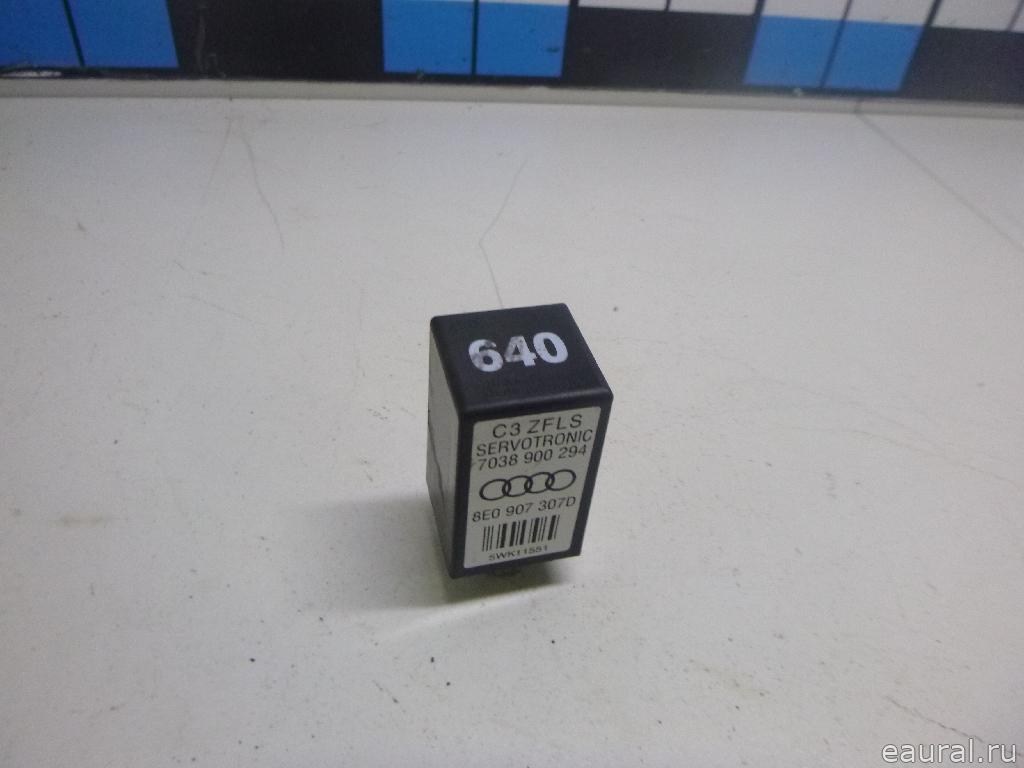 640
C3 ZFLS
SERVOTRONIC
7038 900 294
8E0 907 307D
5WK11551
eaural.ru